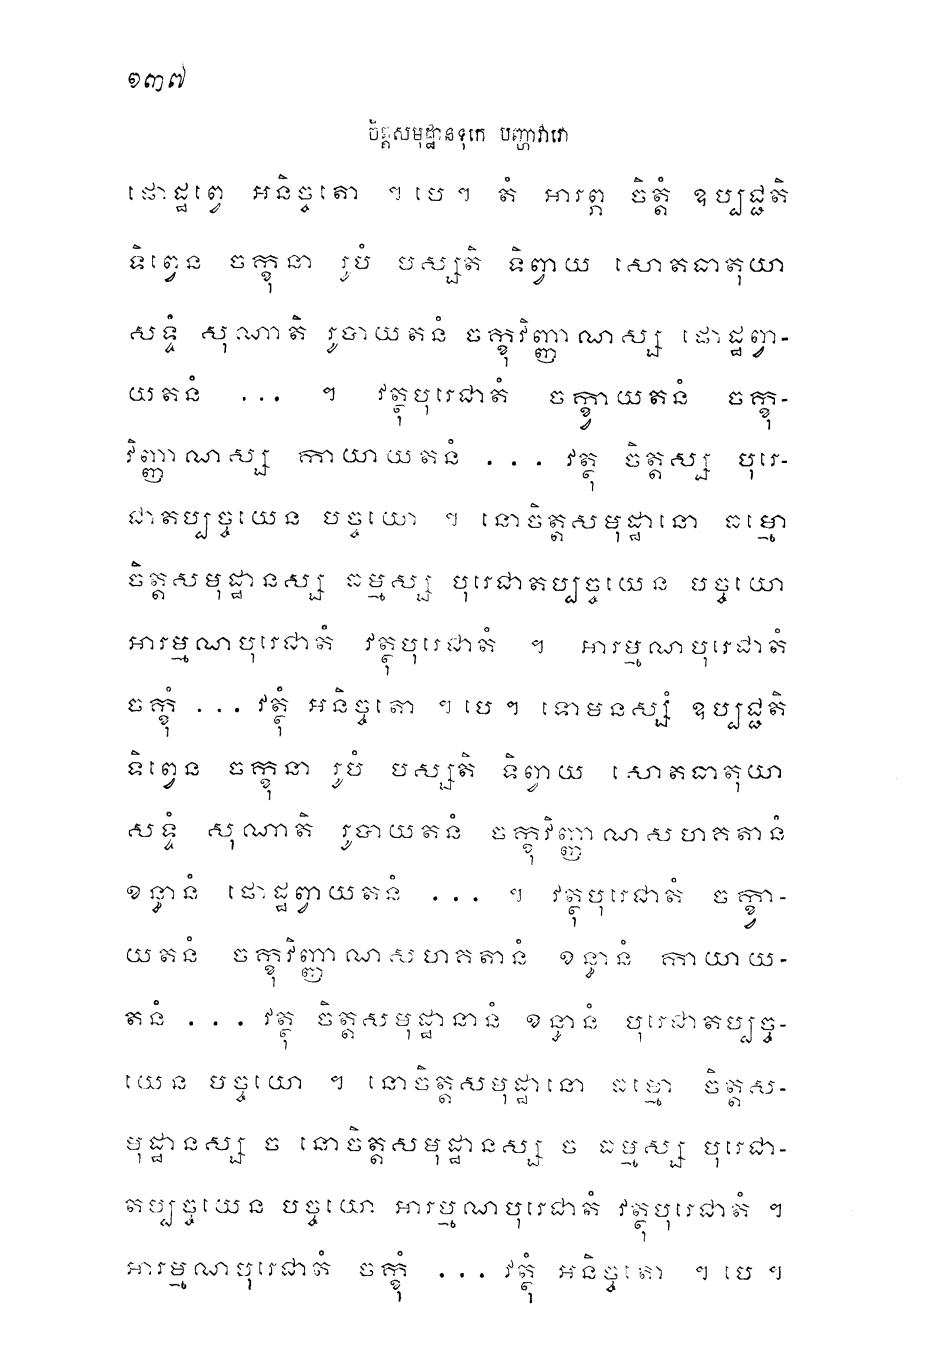 ១៣៧
ចិត្តសមុដ្ឋានទុកេ បញ្ហាវារោ
ផោដ្ឋព្វេ អនិច្ចតោ ។ បេ ។ តំ អារព្ភ ចិត្តំ ឧប្បជ្ជតិ
ទិព្វេន ចក្ខុនា រូបំ បស្សតិ ទិព្វាយ សោតធាតុយា
សទ្ទំ សុណាតិ រូបាយតនំ ចក្ខុវិញ្ញាណស្ស ផោដ្ឋព្វា-
យតនំ ... ។ វត្ថុបុរេជាតំ ចក្ខ្វាយតនំ ចក្ខុ-
វិញ្ញាណស្ស កាយាយតនំ ... វត្ថុ ចិត្តស្ស បុរេ-
ជាតប្បច្ចយេន បច្ចយោ ។ នោចិត្តសមុដ្ឋានោ ធម្មោ
ចិត្តសមុដ្ឋានស្ស ធម្មស្ស បុរេជាតប្បច្ចយេន បច្ចយោ
អារម្មណបុរេជាតំ វត្ថុបុរេជាតំ ។ អារម្មណបុរេជាតំ
ចក្ខុំ ... វត្ថុំ អនិច្ចតោ ។ បេ ។ ទោមនស្សំ ឧប្បជ្ជតិ
ទិព្វេន ចក្ខុនា រូបំ បស្សតិ ទិព្វាយ សោតធាតុយា
សទ្ទំ សុណាតិ រូបាយតនំ ចក្ខុវិញ្ញាណសហគតានំ
ខន្ធានំ ផោដ្ឋព្វាយតនំ ... ។ វត្ថុបុរេជាតំ ចក្ខ្វា-
យតនំ ចក្ខុវិញ្ញាណសហគតានំ ខន្ធានំ កាយាយ-
តនំ ... វត្ថុ ចិត្តសមុដ្ឋានានំ ខន្ធានំ បុរេជាតប្បច្ច-
យេន បច្ចយោ ។ នោចិត្តសមុដ្ឋានោ ធម្មោ ចិត្តស-
មុដ្ឋានស្ស ច នោចិត្តសមុដ្ឋានស្ស ច ធម្មស្ស បុរេជា-
តប្បច្ចយេន បច្ចយោ អារម្មណបុរេជាតំ វត្ថុបុរេជាតំ ។
អារម្មណបុរេជាតំ ចក្ខុំ ... វត្ថុំ អនិច្ចតោ ។ បេ ។